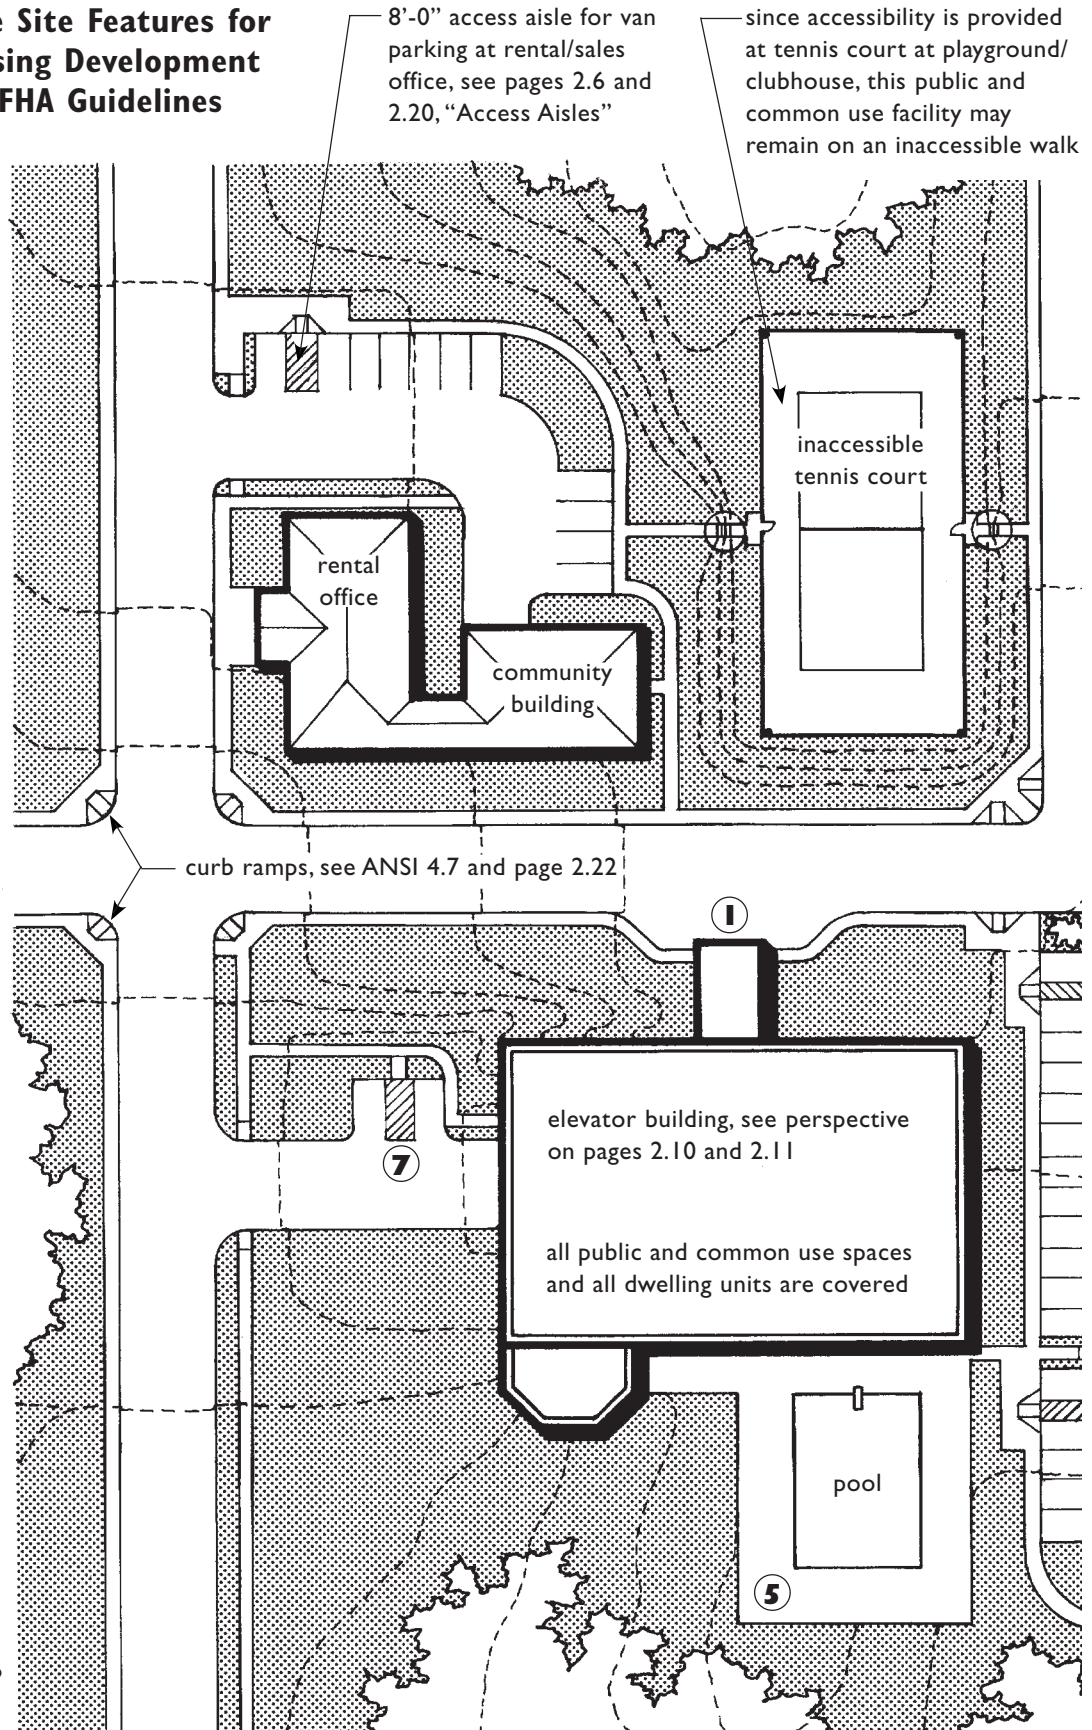 e Site Features for
sing Development
FHA Guidelines
8’-0” access aisle for van
parking at rental/sales
office, see pages 2.6 and
2.20, “Access Aisles”
since accessibility is provided
at tennis court at playground/
clubhouse, this public and
common use facility may
remain on an inaccessible walk
inaccessible
tennis court
rental
office
community
building
curb ramps, see ANSI 4.7 and page 2.22
1
elevator building, see perspective
on pages 2.10 and 2.11
7
all public and common use spaces
and all dwelling units are covered
pool
5